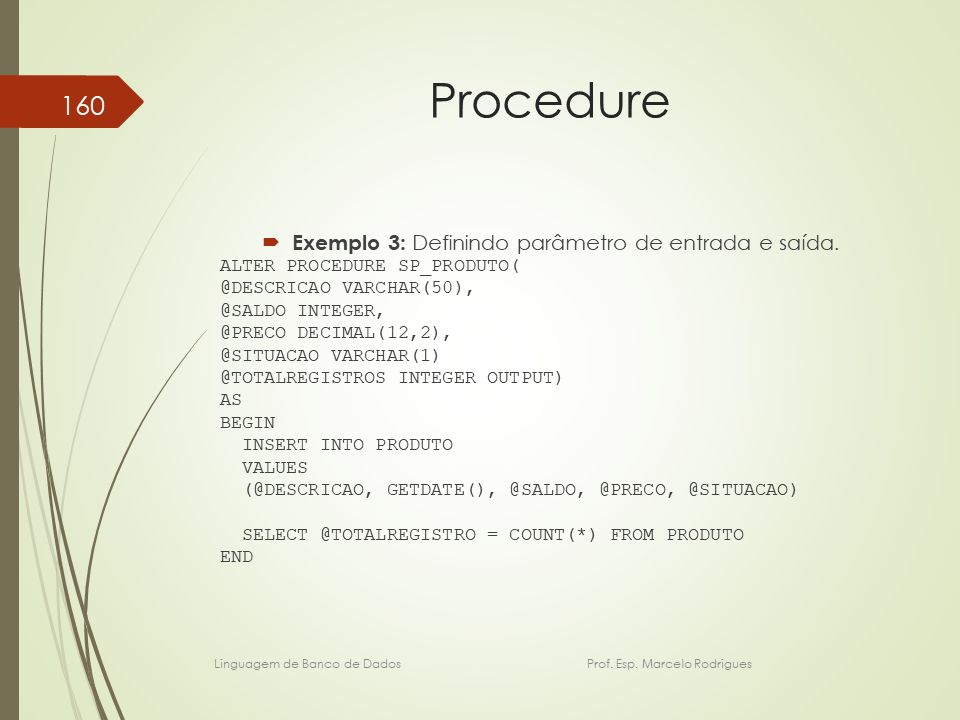 160
Procedure
Exemplo 3: Definindo parâmetro de entrada e saída.
ALTER PROCEDURE SP_PRODUTO(
@DESCRICAO VARCHAR(50),
@SALDO INTEGER,
@PRECO DECIMAL(12,2),
@SITUACAO VARCHAR(1)
@TOTALREGISTROS INTEGER OUTPUT)
AS
BEGIN
INSERT INTO PRODUTO
VALUES
(@DESCRICAO, GETDATE(), @SALDO, @PRECO, @SITUACAO)
SELECT @TOTALREGISTRO = COUNT(*) FROM PRODUTO
END
Linguagem de Banco de Dados Prof. Esp. Marcelo Rodrigues